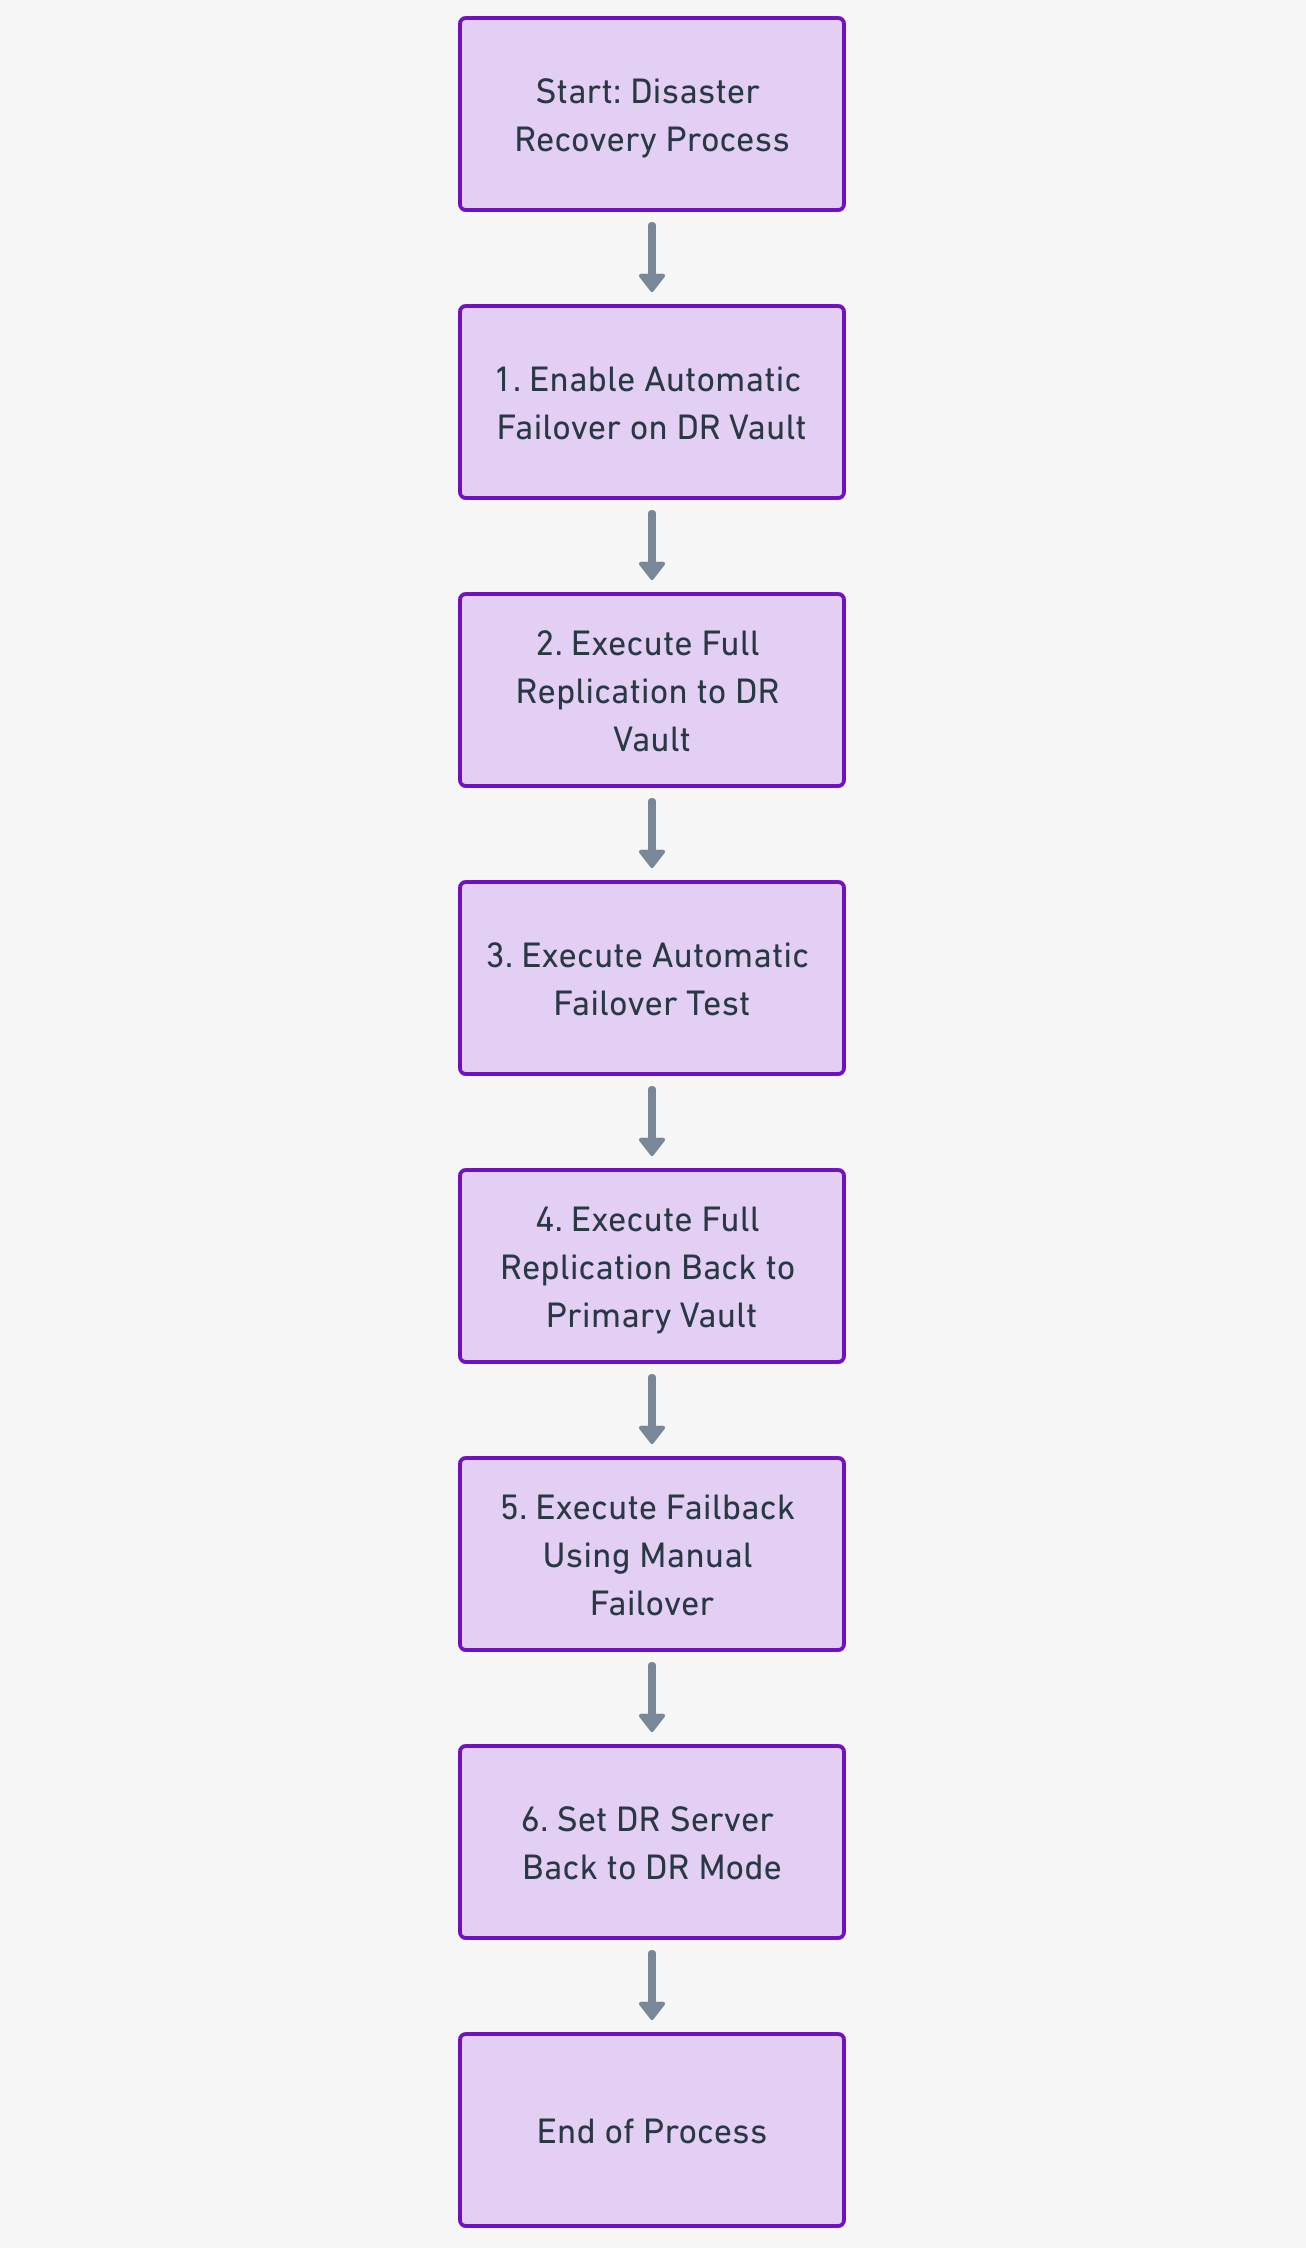 Start: Disaster
Recovery Process
1. Enable Automatic
Failover on DR Vault
2. Execute Full
Replication to DR
Vault
3. Execute Automatic
Failover Test
4. Execute Full
Replication Back to
Primary Vault
5. Execute Failback
Using Manual
Failover
6. Set DR Server
Back to DR Mode
End of Process